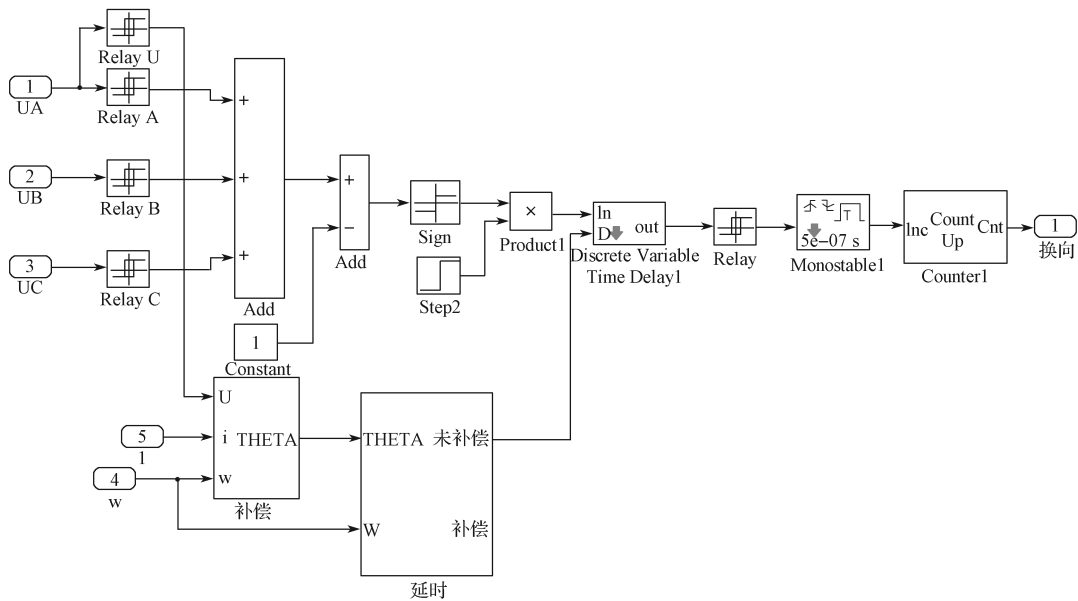 Relay U
1
UA
Relay A
2
UB
Relay B
3
UC
Relay C
+
+
+
Add
1
Constant
+
−
Add
Sign
Step2
×
Product1
In
D
out
Discrete Variable
Time Delay1
Relay
T
5e−07 s
Monostable1
Inc
Count
Up
Cnt
Counter1
1
换向
U
i
w
THETA
补偿
5
1
4
w
THETA
未补偿
W
补偿
延时